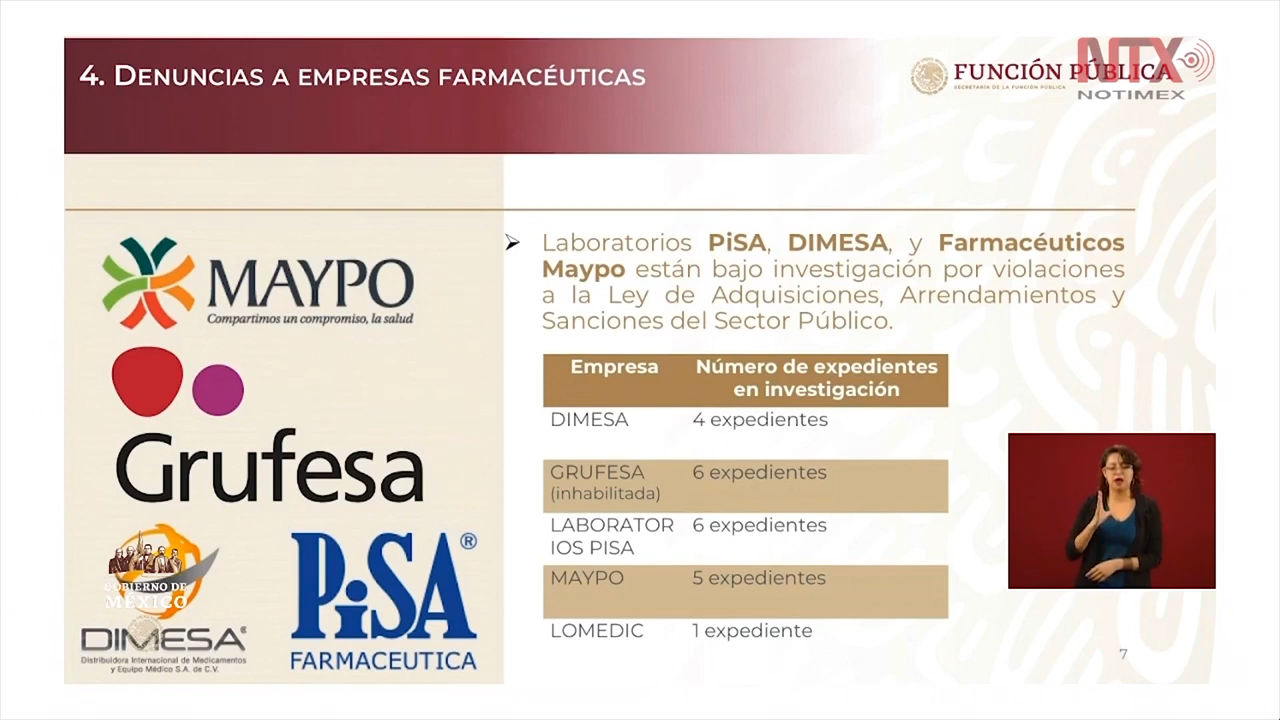 4. DENUNCIAS A EMPRESAS FARMACÉUTICAS
FUNCIÓN PÚBLICA
SECRETARÍA DE LA FUNCIÓN PÚBLICA
NTX
NOTIMEX
MAYPO
Compartimos un compromiso, la salud
Grufesa
GOBIERNO DE
MÉXICO
DIMESA®
Distribuidora Internacional de Medicamentos
y Equipo Médico S.A. de C.V.
PiSA®
FARMACEUTICA
➢ Laboratorios PiSA, DIMESA, y Farmacéuticos
Maypo están bajo investigación por violaciones
a la Ley de Adquisiciones, Arrendamientos y
Sanciones del Sector Público.
Empresa Número de expedientes
en investigación
DIMESA 4 expedientes
GRUFESA 6 expedientes
(inhabilitada)
LABORATOR 6 expedientes
IOS PISA
MAYPO 5 expedientes
LOMEDIC 1 expediente
7